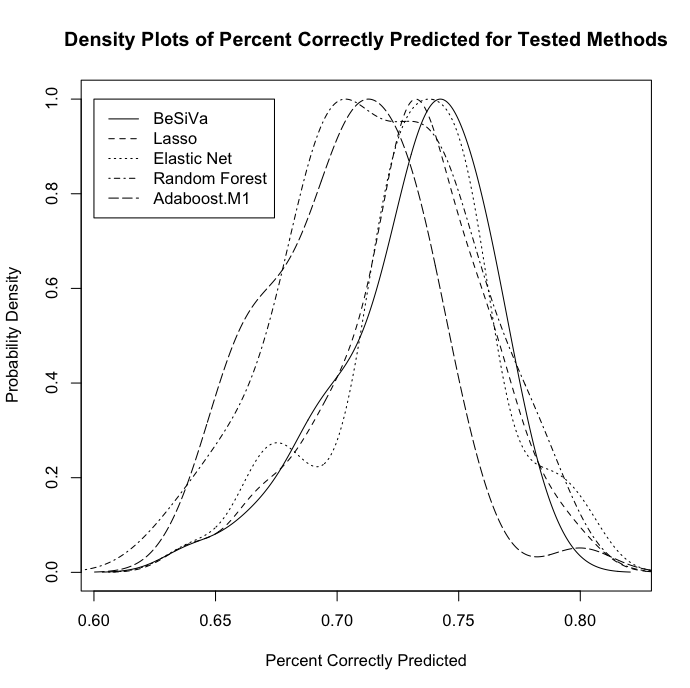 Density Plots of Percent Correctly Predicted for Tested Methods
BeSiVa
Lasso
Elastic Net
Random Forest
Adaboost.M1
Probability Density
1.0
0.8
0.6
0.4
0.2
0.0
0.60 0.65 0.70 0.75 0.80
Percent Correctly Predicted